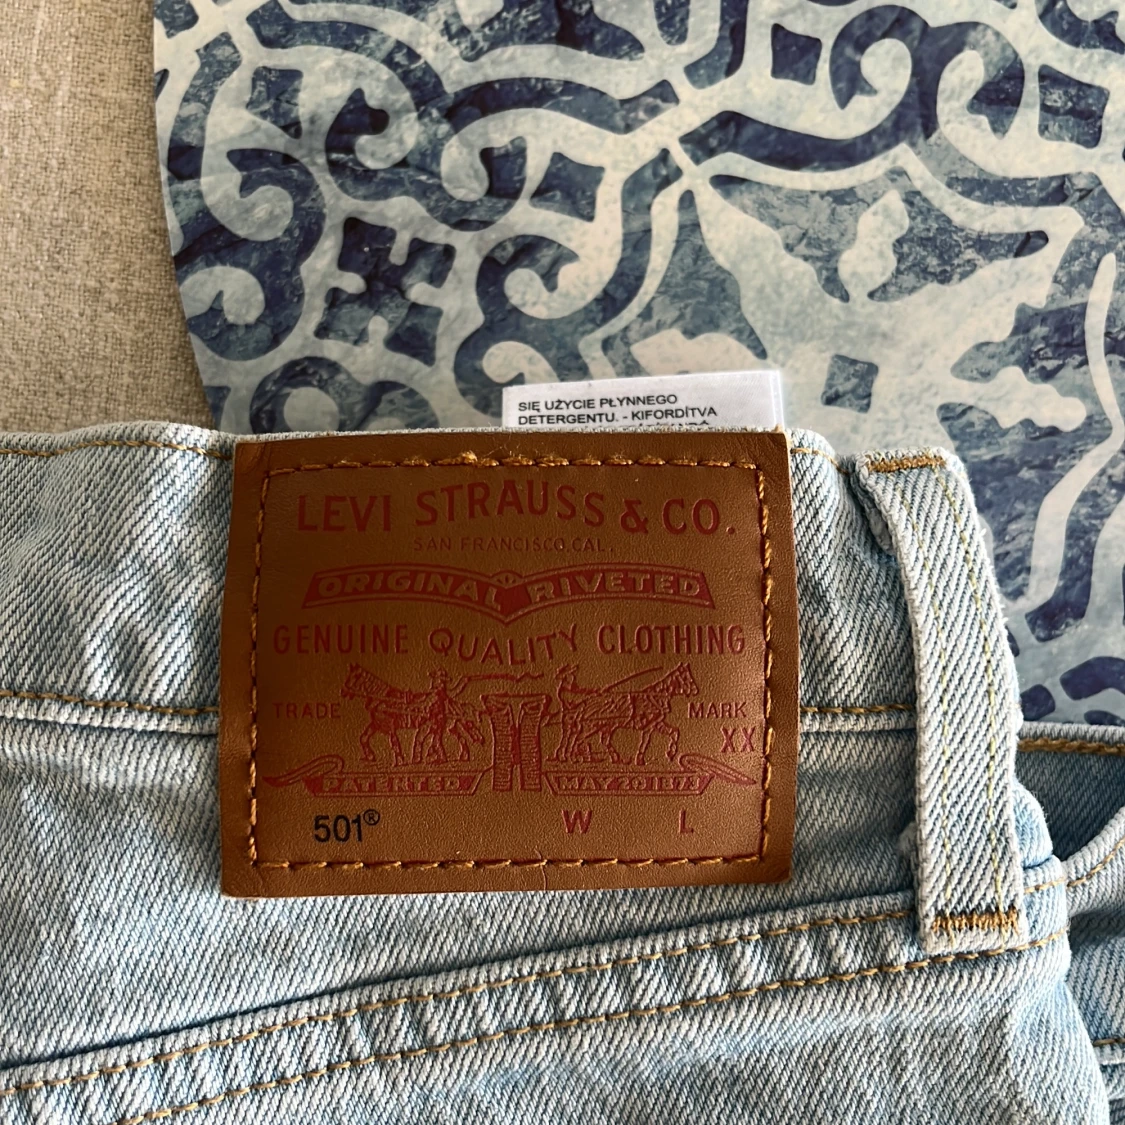 SIĘ UŻYCIE PŁYNNEGO
DETERGENTU. - KIFORDÍTVA
LEVI STRAUSS & CO.
SAN FRANCISCO.CAL.
ORIGINAL RIVETED
GENUINE QUALITY CLOTHING
TRADE MARK
XX
PATENTED MAY 20 1873
501® W L